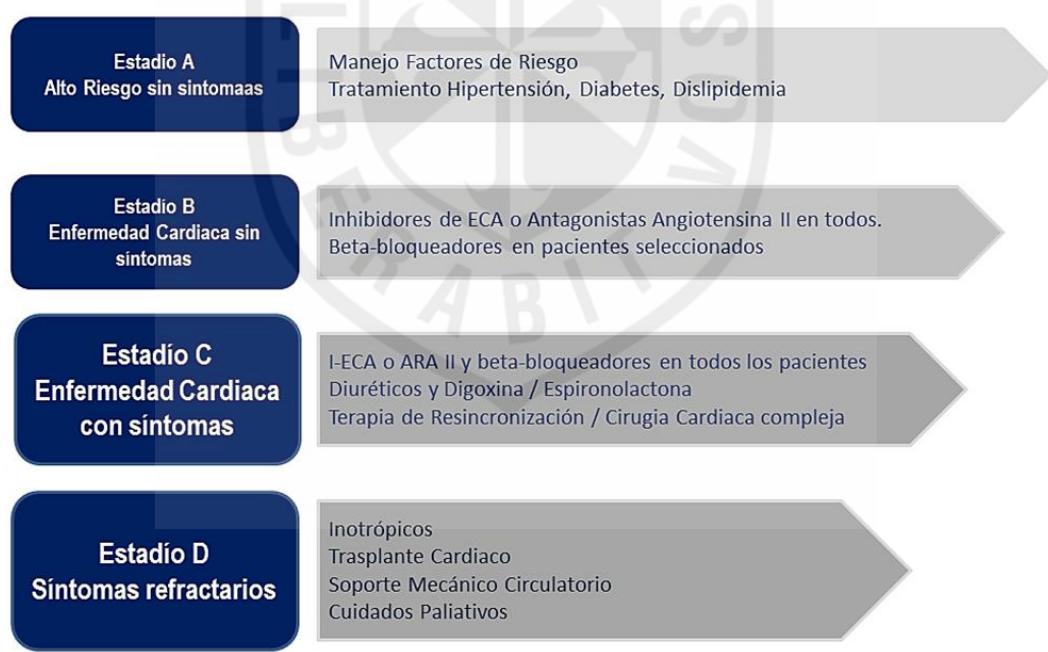 Estadio A
Alto Riesgo sin sintomaas
Manejo Factores de Riesgo
Tratamiento Hipertensión, Diabetes, Dislipidemia
Estadío B
Enfermedad Cardiaca sin
síntomas
Inhibidores de ECA o Antagonistas Angiotensina II en todos.
Beta-bloqueadores en pacientes seleccionados
Estadío C
Enfermedad Cardiaca
con síntomas
I-ECA o ARA II y beta-bloqueadores en todos los pacientes
Diuréticos y Digoxina / Espironolactona
Terapia de Resincronización / Cirugia Cardiaca compleja
Estadío D
Síntomas refractarios
Inotrópicos
Trasplante Cardiaco
Soporte Mecánico Circulatorio
Cuidados Paliativos